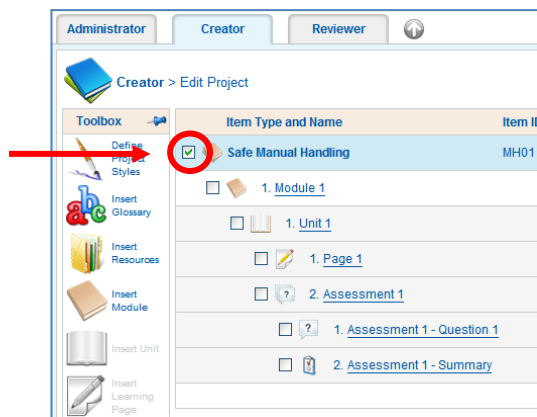 Administrator
Creator
Reviewer
Creator > Edit Project
Toolbox
Item Type and Name
Item ID
Define
Project
Styles
Safe Manual Handling
MH01
Insert
Glossary
1. Module 1
1. Unit 1
Insert
Resources
1. Page 1
Insert
Module
2. Assessment 1
? 1. Assessment 1 - Question 1
Insert Unit
2. Assessment 1 - Summary
Insert
Learning
Page